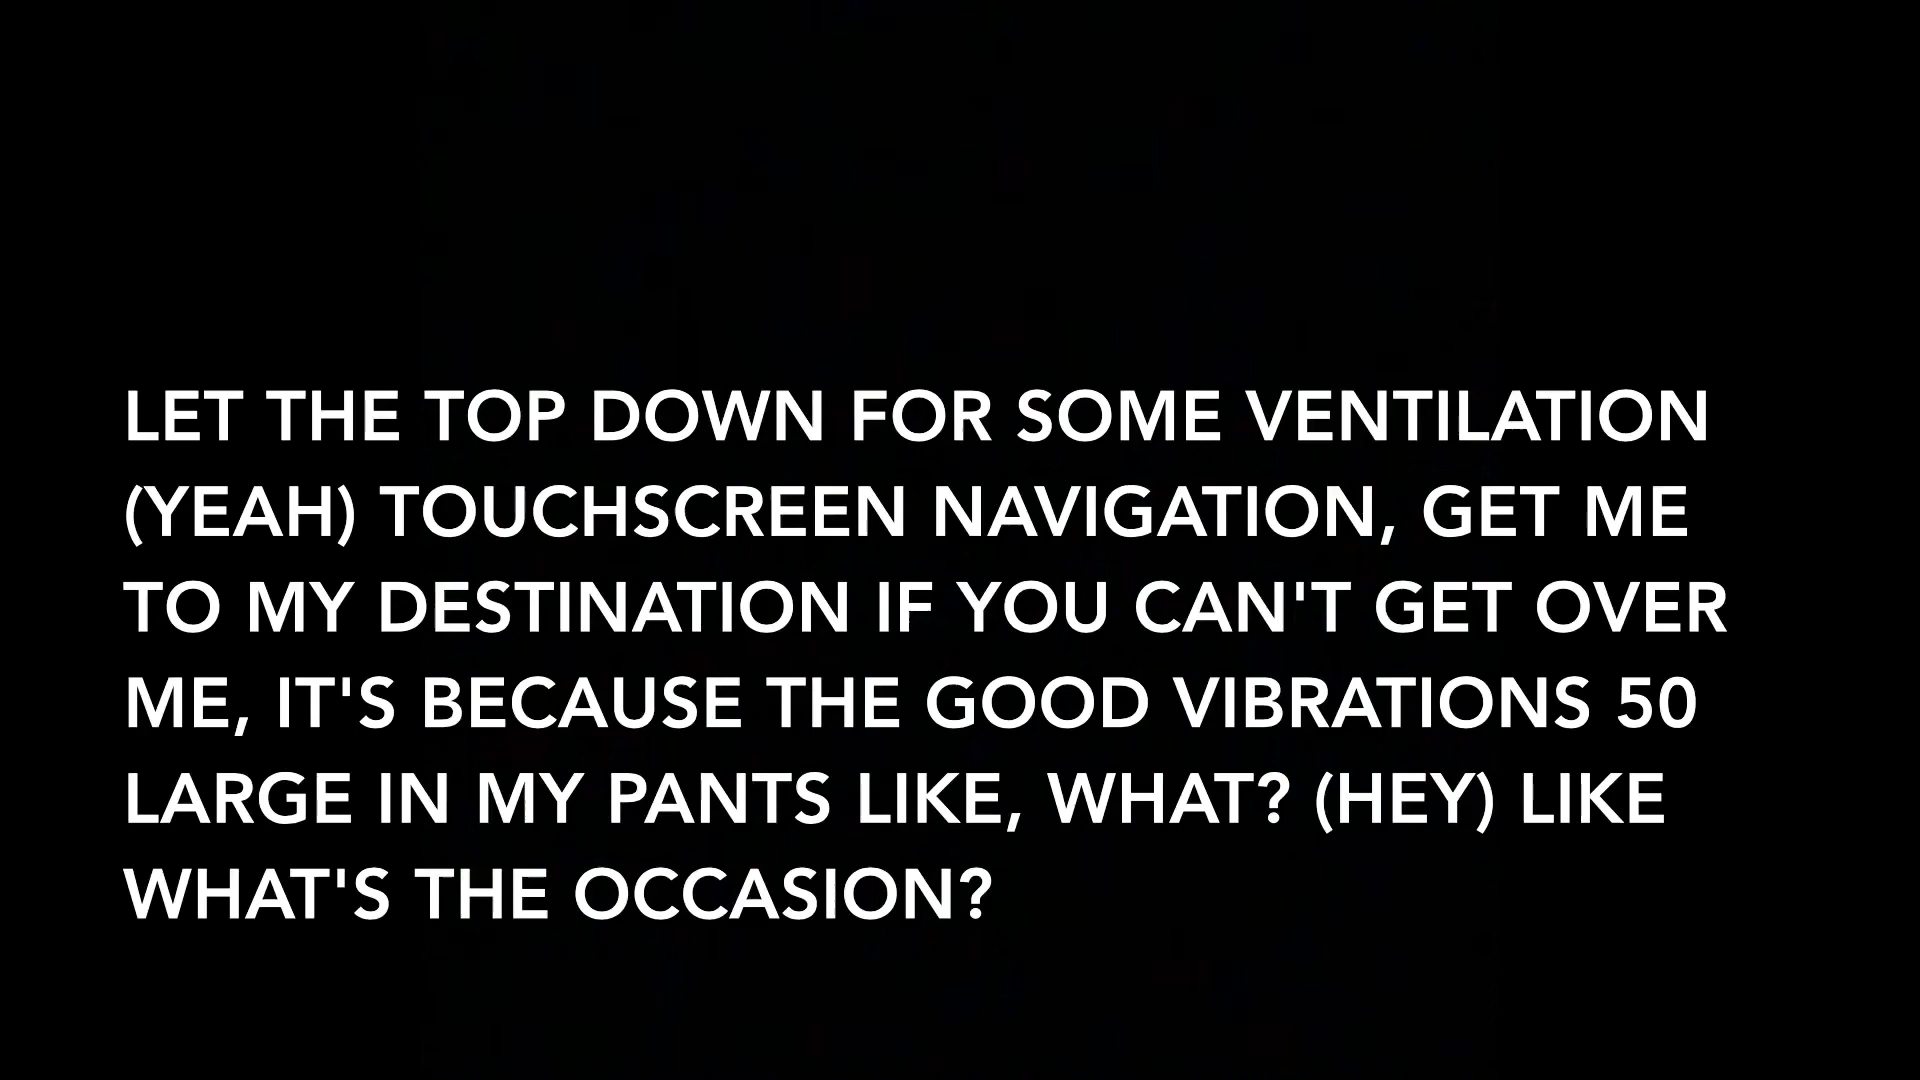 LET THE TOP DOWN FOR SOME VENTILATION
(YEAH) TOUCHSCREEN NAVIGATION, GET ME
TO MY DESTINATION IF YOU CAN'T GET OVER
ME, IT'S BECAUSE THE GOOD VIBRATIONS 50
LARGE IN MY PANTS LIKE, WHAT? (HEY) LIKE
WHAT'S THE OCCASION?